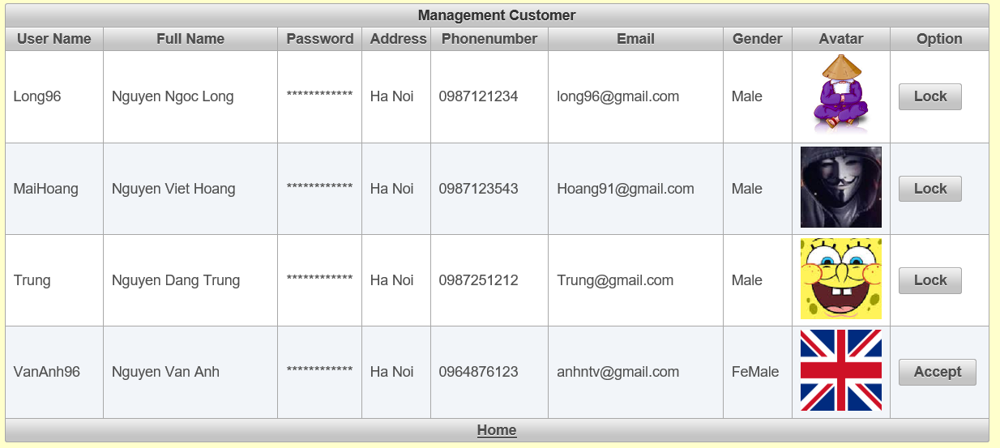 Management Customer
User Name Full Name Password Address Phonenumber Email Gender Avatar Option
Long96 Nguyen Ngoc Long ************ Ha Noi 0987121234 long96@gmail.com Male Lock
MaiHoang Nguyen Viet Hoang ************ Ha Noi 0987123543 Hoang91@gmail.com Male Lock
Trung Nguyen Dang Trung ************ Ha Noi 0987251212 Trung@gmail.com Male Lock
VanAnh96 Nguyen Van Anh ************ Ha Noi 0964876123 anhntv@gmail.com FeMale Accept
Home